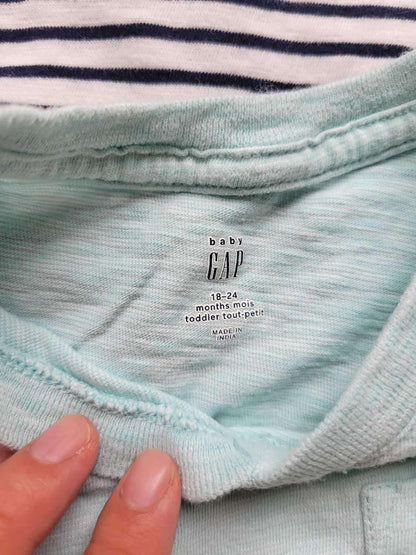 baby
GAP
18-24
months mois
toddler tout-petit
MADE IN
INDIA